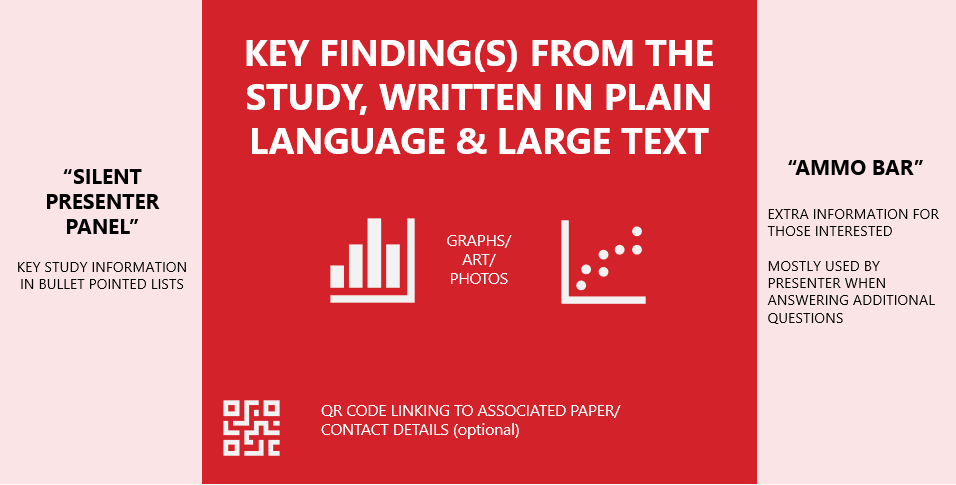 “SILENT
PRESENTER
PANEL”
KEY STUDY INFORMATION
IN BULLET POINTED LISTS
KEY FINDING(S) FROM THE
STUDY, WRITTEN IN PLAIN
LANGUAGE & LARGE TEXT
GRAPHS/
ART/
PHOTOS
QR CODE LINKING TO ASSOCIATED PAPER/
CONTACT DETAILS (optional)
“AMMO BAR”
EXTRA INFORMATION FOR
THOSE INTERESTED
MOSTLY USED BY
PRESENTER WHEN
ANSWERING ADDITIONAL
QUESTIONS